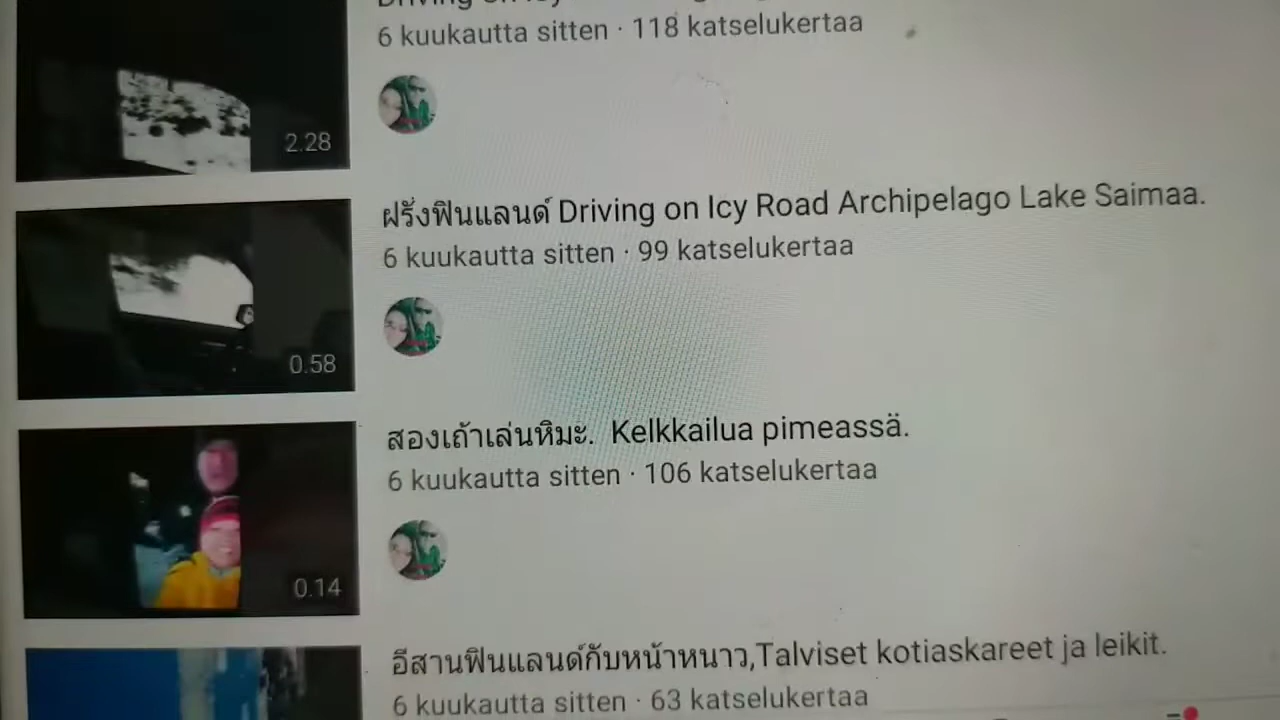 6 kuukautta sitten · 118 katselukertaa
2.28
ฝรั่งฟินแลนด์ Driving on Icy Road Archipelago Lake Saimaa.
6 kuukautta sitten · 99 katselukertaa
0.58
สองเถ้าเล่นหิมะ. Kelkkailua pimeassä.
6 kuukautta sitten · 106 katselukertaa
0.14
อีสานฟินแลนด์กับหน้าหนาว,Talviset kotiaskareet ja leikit.
6 kuukautta sitten · 63 katselukertaa